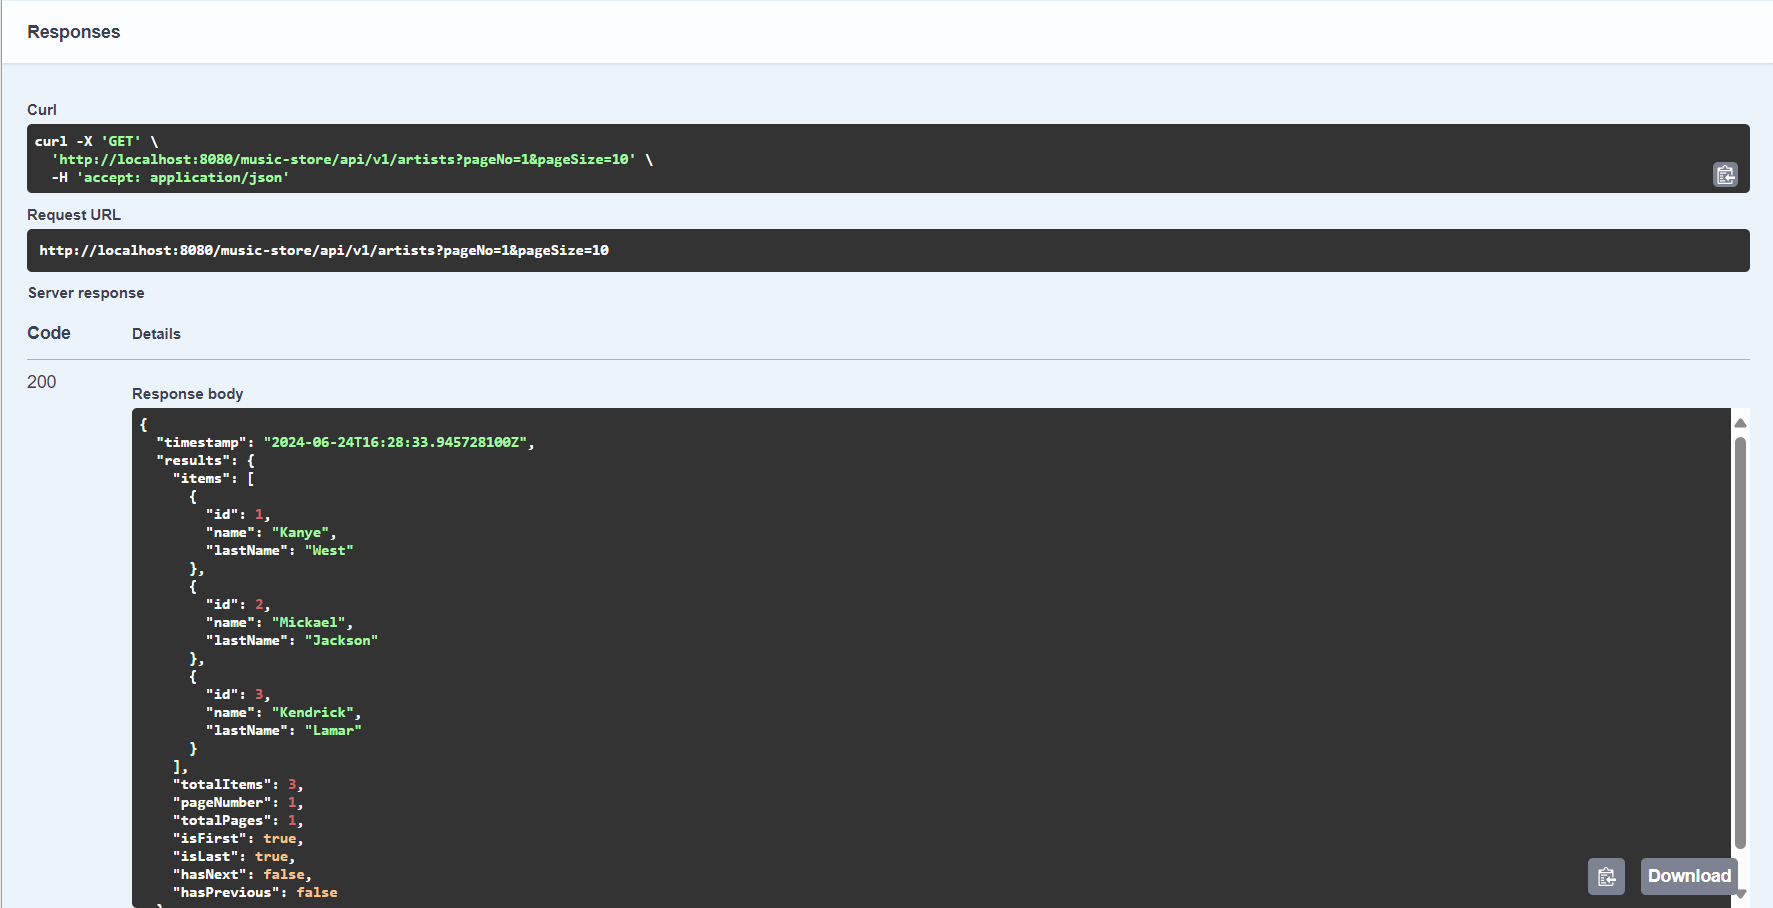 Responses
Curl
curl -X 'GET' \
  'http://localhost:8080/music-store/api/v1/artists?pageNo=1&pageSize=10' \
  -H 'accept: application/json'
Request URL
http://localhost:8080/music-store/api/v1/artists?pageNo=1&pageSize=10
Server response
Code Details
200
Response body
{
  "timestamp": "2024-06-24T16:28:33.945728100Z",
  "results": {
    "items": [
      {
        "id": 1,
        "name": "Kanye",
        "lastName": "West"
      },
      {
        "id": 2,
        "name": "Mickael",
        "lastName": "Jackson"
      },
      {
        "id": 3,
        "name": "Kendrick",
        "lastName": "Lamar"
      }
    ],
    "totalItems": 3,
    "pageNumber": 1,
    "totalPages": 1,
    "isFirst": true,
    "isLast": true,
    "hasNext": false,
    "hasPrevious": false
Download